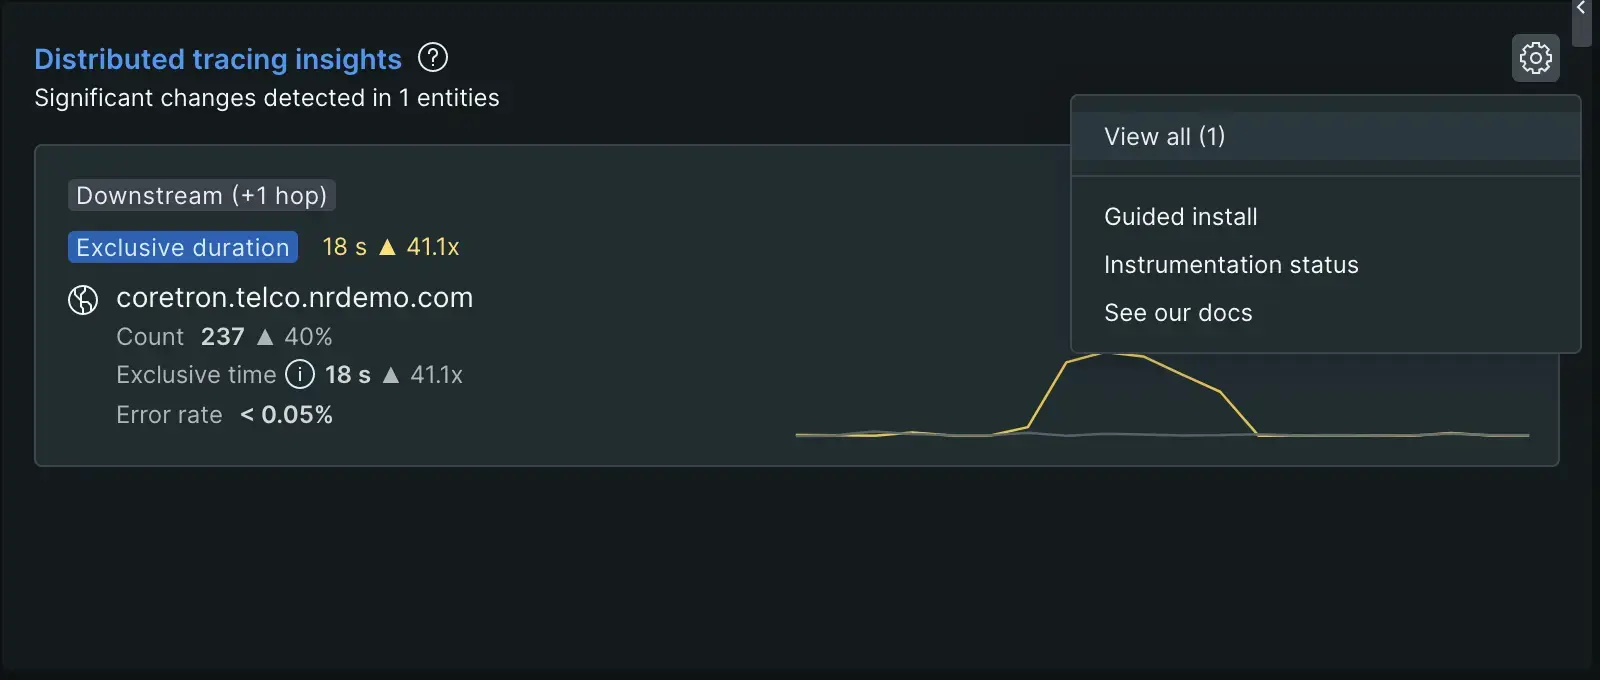 Distributed tracing insights ?
Significant changes detected in 1 entities
View all (1)
Guided install
Instrumentation status
See our docs
Downstream (+1 hop)
Exclusive duration 18 s ▲ 41.1x
coretron.telco.nrdemo.com
Count 237 ▲ 40%
Exclusive time i 18 s ▲ 41.1x
Error rate < 0.05%